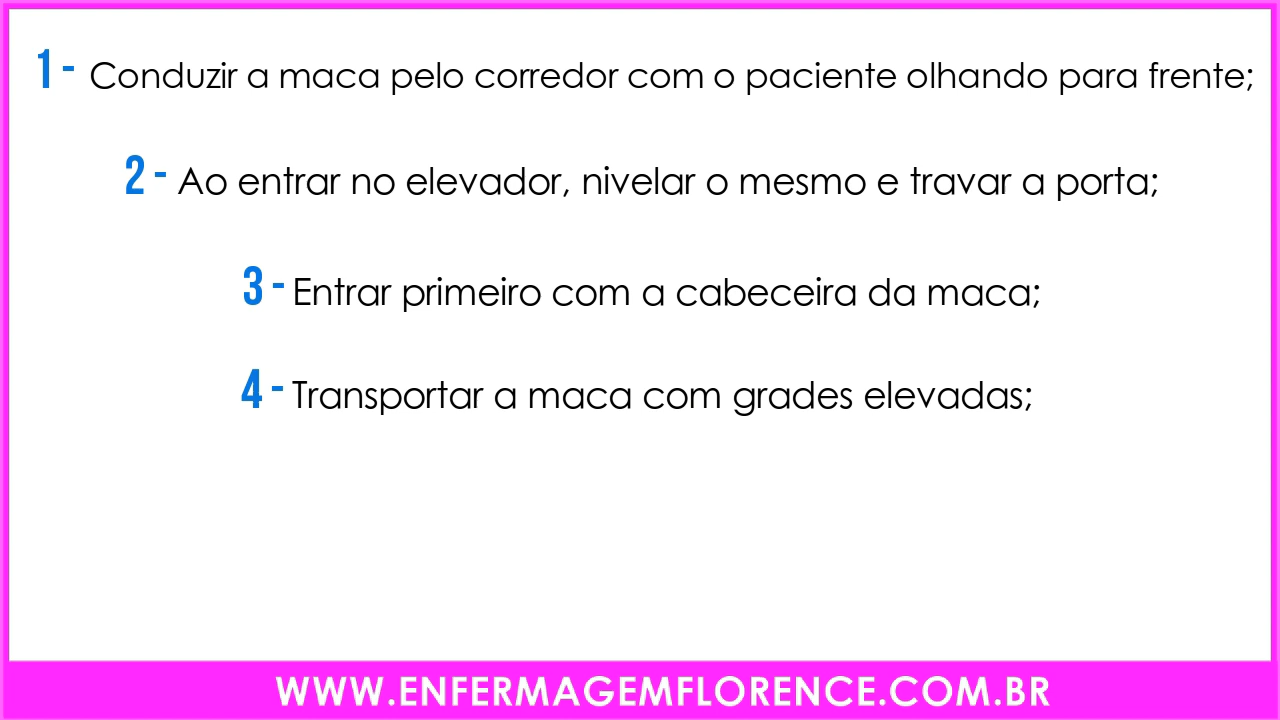 1 - Conduzir a maca pelo corredor com o paciente olhando para frente;
2 - Ao entrar no elevador, nivelar o mesmo e travar a porta;
3 - Entrar primeiro com a cabeceira da maca;
4 - Transportar a maca com grades elevadas;
WWW.ENFERMAGEMFLORENCE.COM.BR